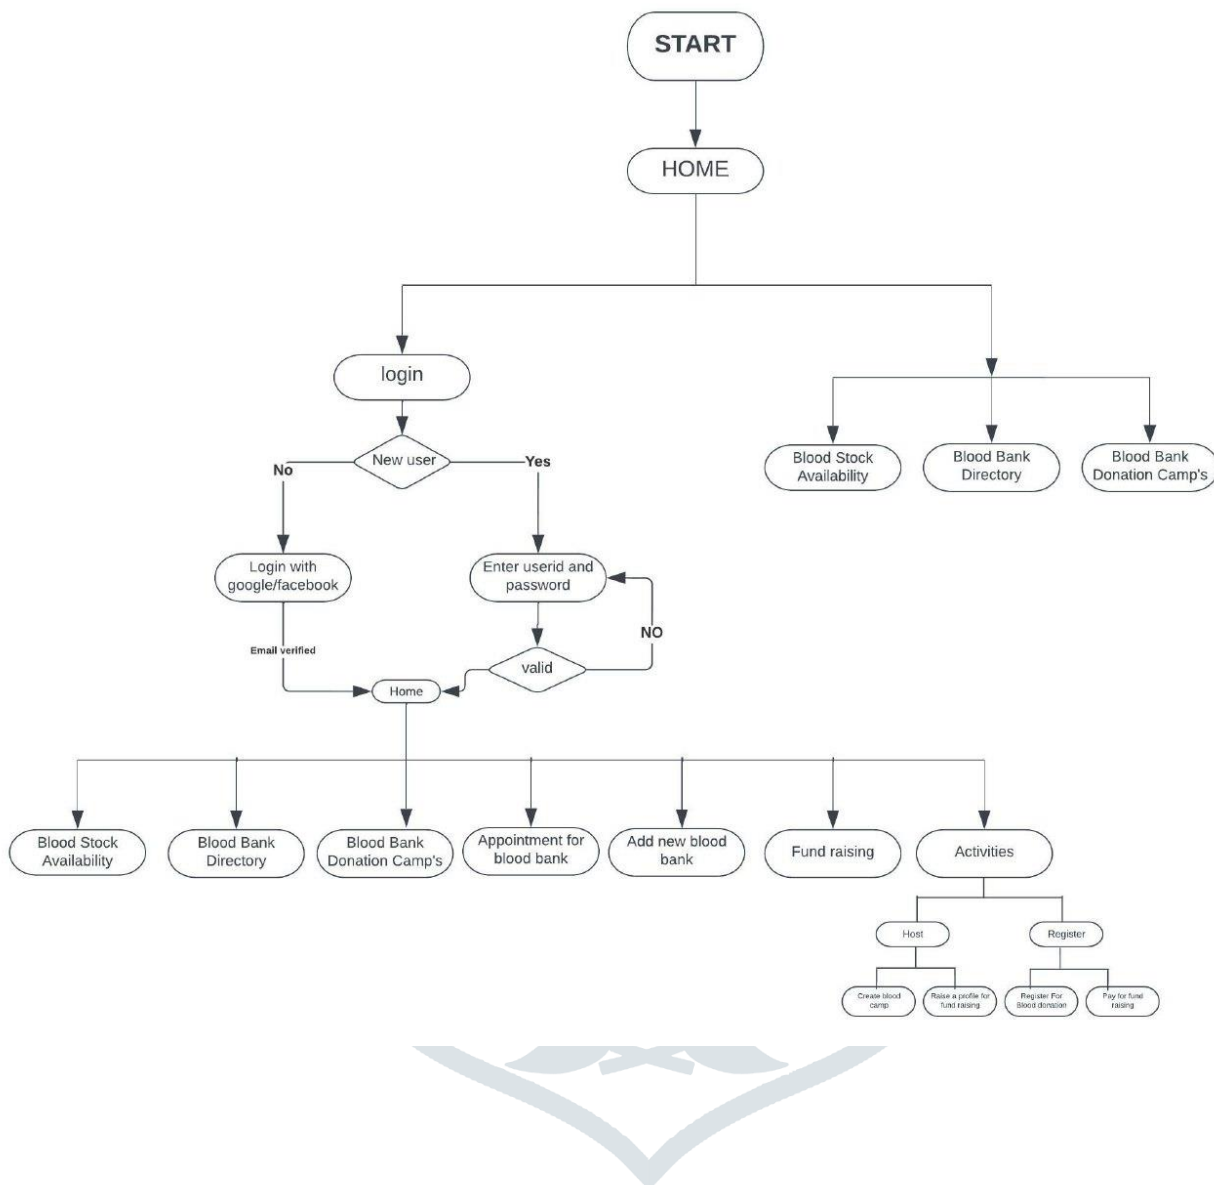 START
HOME
login
New user
No
Yes
Blood Stock
Availability
Blood Bank
Directory
Blood Bank
Donation Camp's
Login with
google/facebook
Enter userid and
password
Email verified
NO
valid
Home
Blood Stock
Availability
Blood Bank
Directory
Blood Bank
Donation Camp's
Appointment for
blood bank
Add new blood
bank
Fund raising
Activities
Host
Register
Create blood
camp
Raise a profile for
fund raising
Register For
Blood donation
Pay for fund
raising